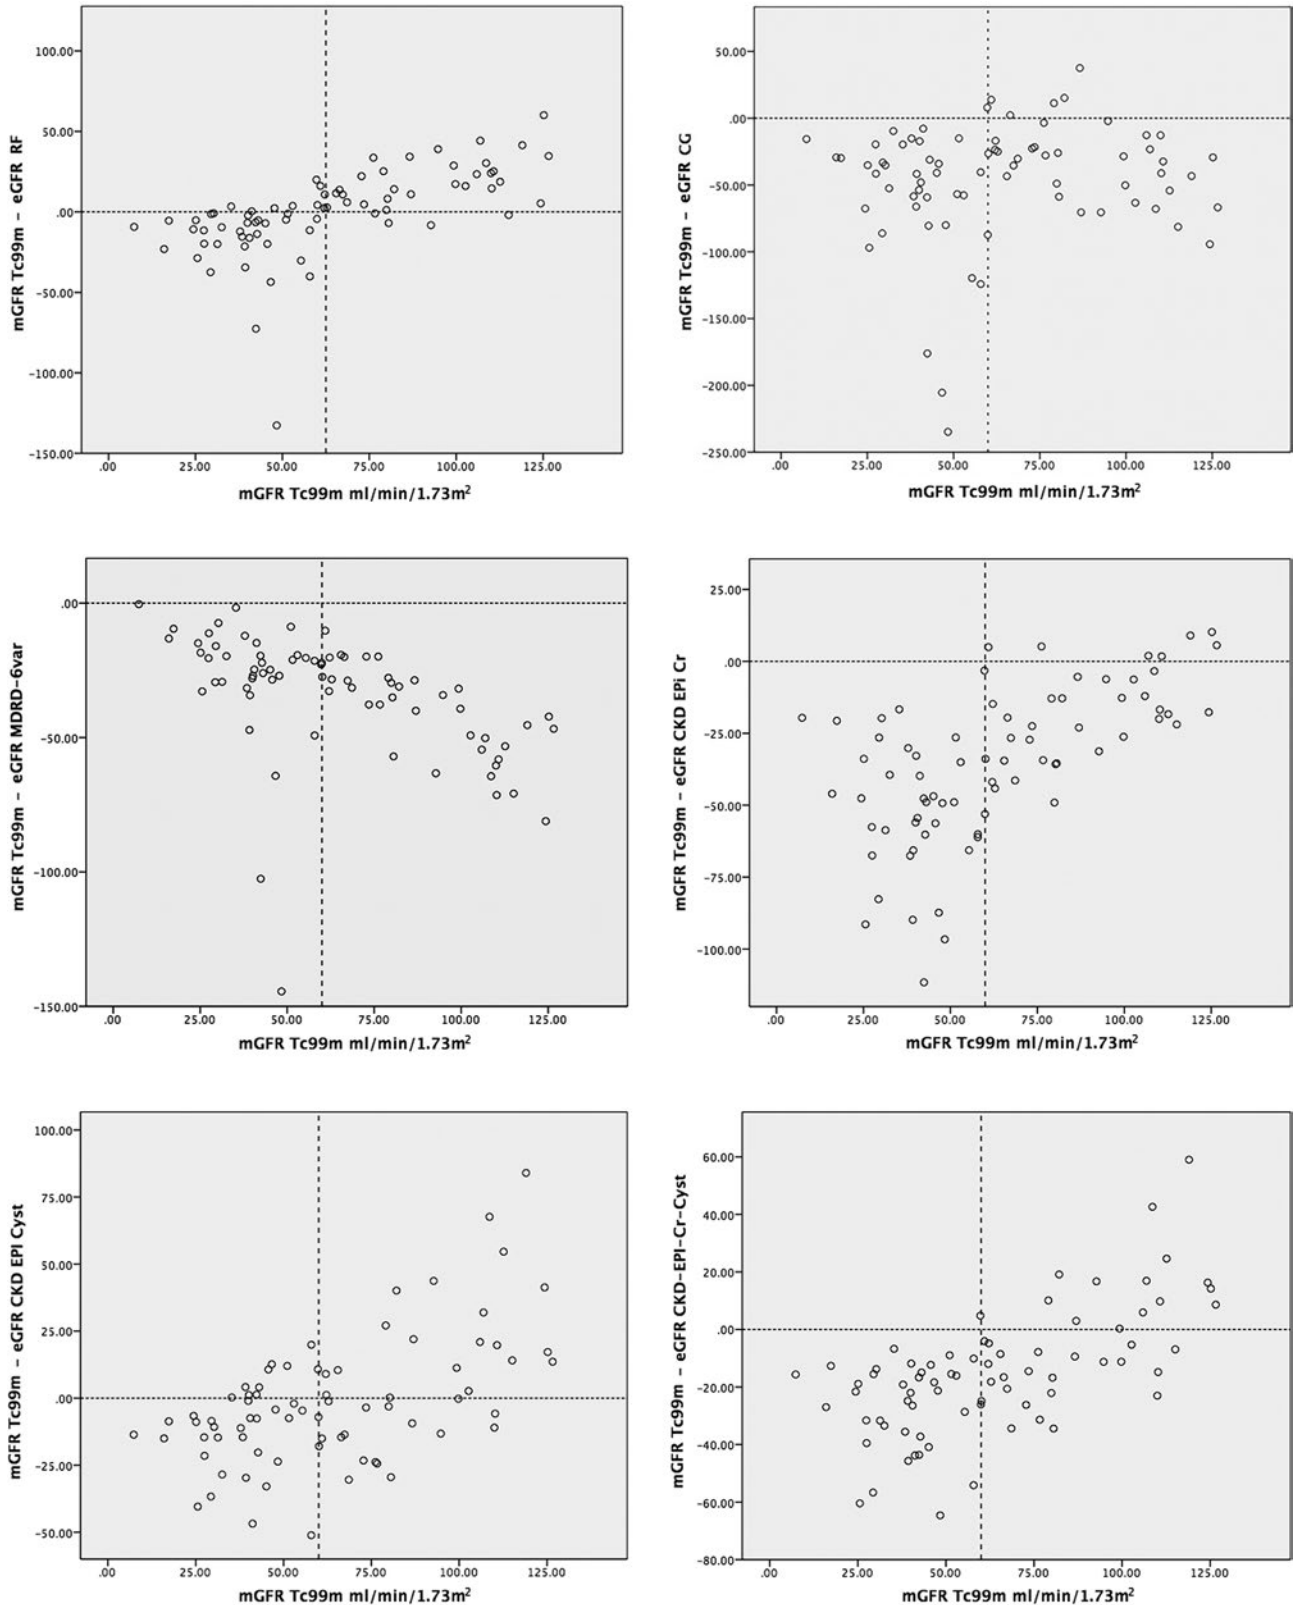 mGFR Tc99m - eGFR RF
100.00
50.00
.00
-50.00
-100.00
-150.00
.00 25.00 50.00 75.00 100.00 125.00
mGFR Tc99m ml/min/1.73m²
mGFR Tc99m - eGFR CG
50.00
.00
-50.00
-100.00
-150.00
-200.00
-250.00
.00 25.00 50.00 75.00 100.00 125.00
mGFR Tc99m ml/min/1.73m²
mGFR Tc99m - eGFR MDRD-6var
.00
-50.00
-100.00
-150.00
.00 25.00 50.00 75.00 100.00 125.00
mGFR Tc99m ml/min/1.73m²
mGFR Tc99m - eGFR CKD EPi Cr
25.00
.00
-25.00
-50.00
-75.00
-100.00
.00 25.00 50.00 75.00 100.00 125.00
mGFR Tc99m ml/min/1.73m²
mGFR Tc99m - eGFR CKD EPI Cyst
100.00
75.00
50.00
25.00
.00
-25.00
-50.00
.00 25.00 50.00 75.00 100.00 125.00
mGFR Tc99m ml/min/1.73m²
mGFR Tc99m - eGFR CKD-EPI-Cr-Cyst
60.00
40.00
20.00
.00
-20.00
-40.00
-60.00
-80.00
.00 25.00 50.00 75.00 100.00 125.00
mGFR Tc99m ml/min/1.73m²